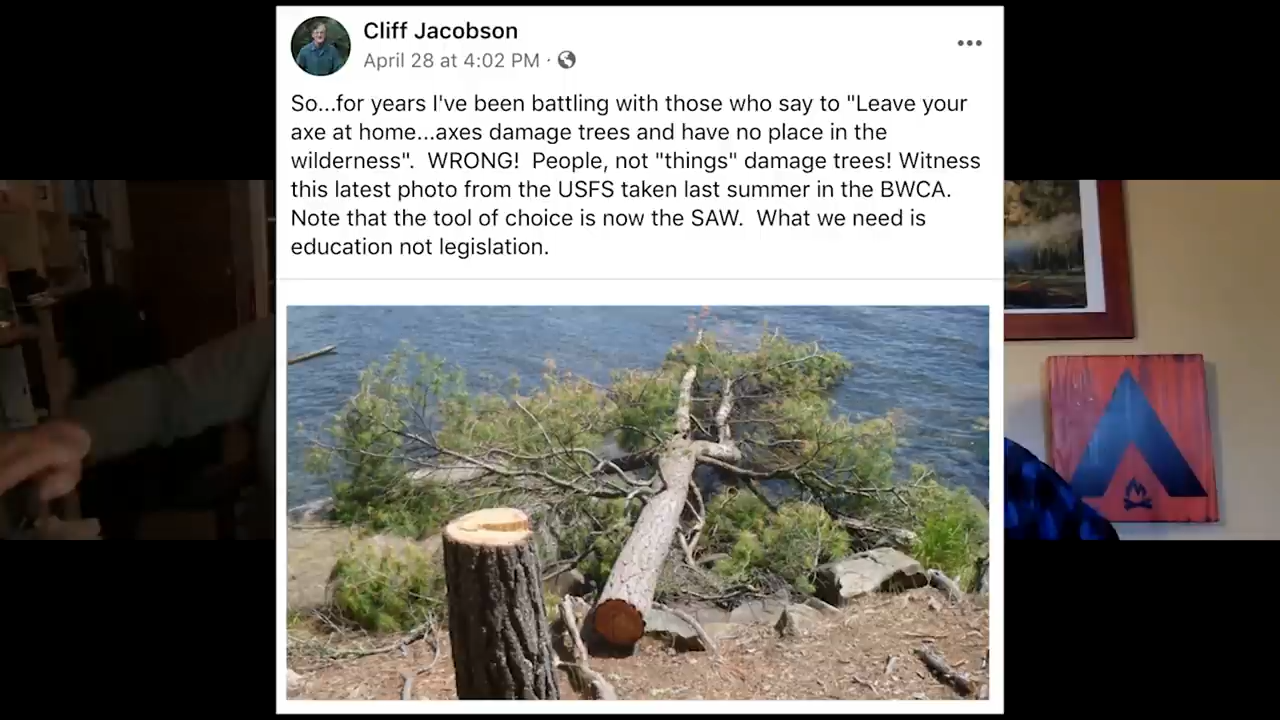 Cliff Jacobson
April 28 at 4:02 PM ·
So...for years I've been battling with those who say to "Leave your
axe at home...axes damage trees and have no place in the
wilderness".  WRONG!  People, not "things" damage trees! Witness
this latest photo from the USFS taken last summer in the BWCA.
Note that the tool of choice is now the SAW.  What we need is
education not legislation.